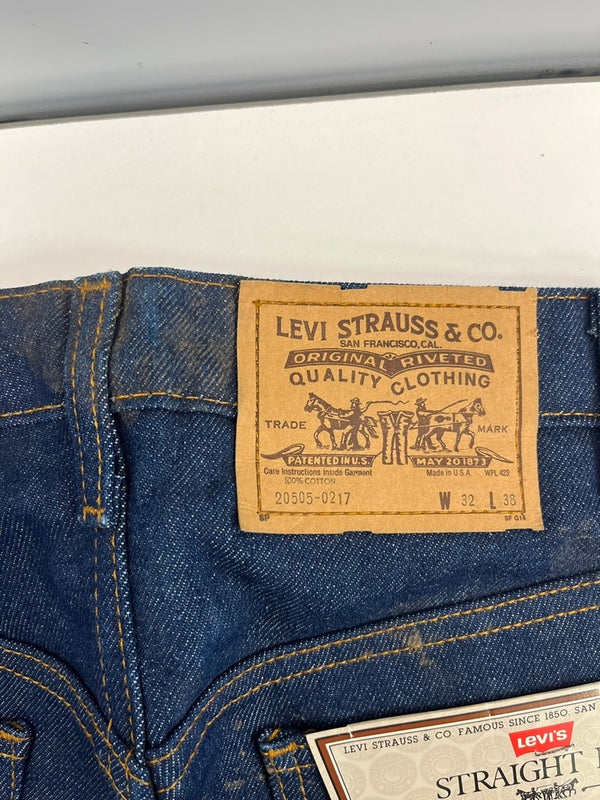 LEVI STRAUSS & CO.
SAN FRANCISCO, CAL.
ORIGINAL RIVETED
QUALITY CLOTHING
TRADE MARK
PATENTED IN U.S. MAY 20 1873
Care Instructions Inside Garment Made in U.S.A. WPL 423
100% COTTON
20505-0217 W 32 L 38
SP
LEVI STRAUSS & CO. FAMOUS SINCE 1850. SAN
LEVI'S
STRAIGHT